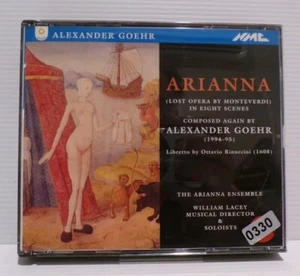 ALEXANDER GOEHR
nmc
ARIANNA
(LOST OPERA BY MONTEVERDI)
IN EIGHT SCENES
COMPOSED AGAIN BY
ALEXANDER GOEHR
(1994-95)
Libretto by Ottavio Rinuccini (1608)
THE ARIANNA ENSEMBLE
WILLIAM LACEY
MUSICAL DIRECTOR
&
SOLOISTS
0330